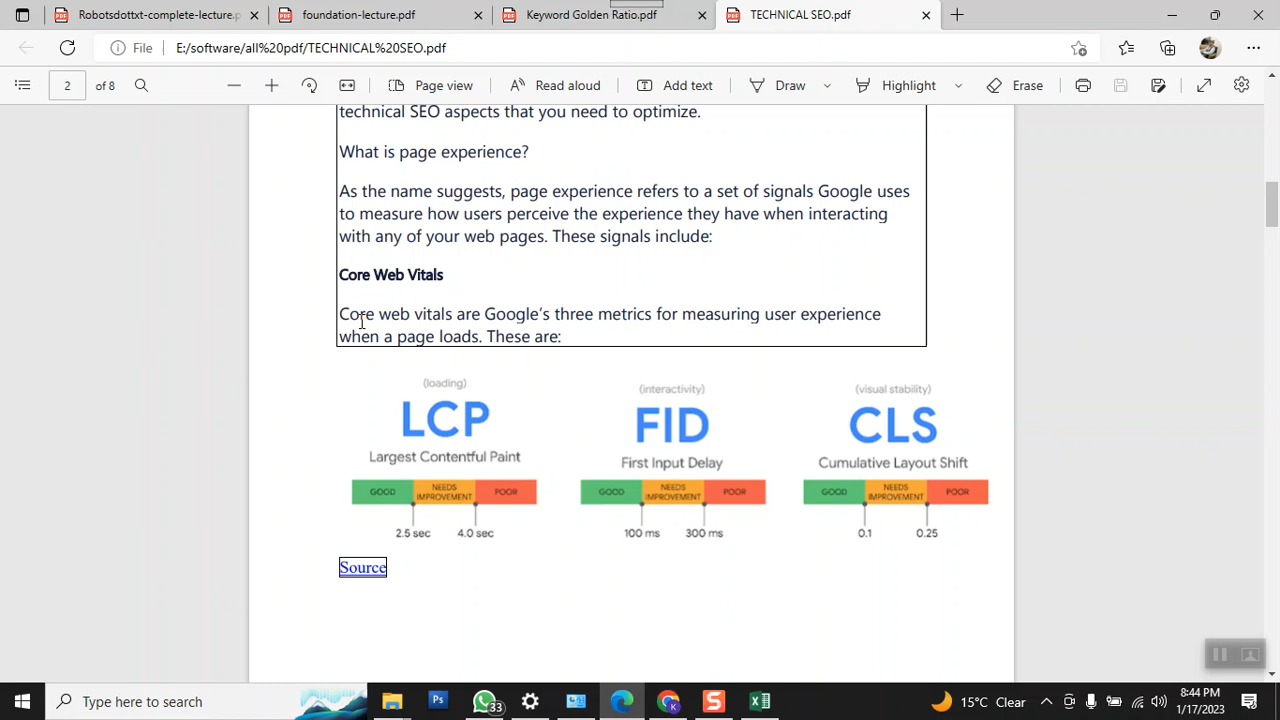 Robotsdottxt-complete-lecture.p
foundation-lecture.pdf
Keyword Golden Ratio.pdf
TECHNICAL SEO.pdf
File
E:/software/all%20pdf/TECHNICAL%20SEO.pdf
2 of 8
Page view
Read aloud
Add text
Draw
Highlight
Erase
technical SEO aspects that you need to optimize.
What is page experience?
As the name suggests, page experience refers to a set of signals Google uses
to measure how users perceive the experience they have when interacting
with any of your web pages. These signals include:
Core Web Vitals
Core web vitals are Google's three metrics for measuring user experience
when a page loads. These are:
(loading)
LCP
Largest Contentful Paint
GOOD
NEEDS
IMPROVEMENT
POOR
2.5 sec
4.0 sec
(interactivity)
FID
First Input Delay
GOOD
NEEDS
IMPROVEMENT
POOR
100 ms
300 ms
(visual stability)
CLS
Cumulative Layout Shift
GOOD
NEEDS
IMPROVEMENT
POOR
0.1
0.25
Source
Type here to search
Ps
33
K
S
15°C Clear
8:44 PM
1/17/2023